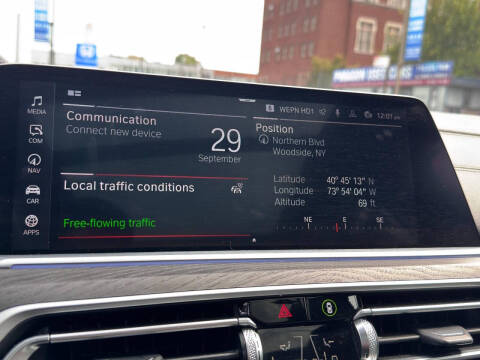 WEPN HD1
12:01
MEDIA
COM
NAV
CAR
APPS
Communication
Connect new device
29
September
Local traffic conditions
Free-flowing traffic
Position
Northern Blvd
Woodside, NY
Latitude 40° 45' 13" N
Longitude 73° 54' 04" W
Altitude 69 ft
NE E SE